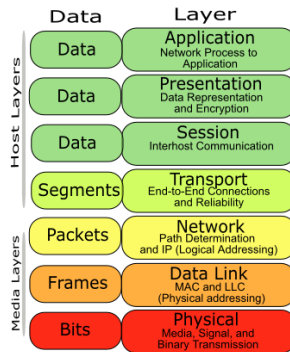 Data Layer
Host Layers
Data
Application
Network Process to
Application
Data
Presentation
Data Representation
and Encryption
Data
Session
Interhost Communication
Segments
Transport
End-to-End Connections
and Reliability
Media Layers
Packets
Network
Path Determination
and IP (Logical Addressing)
Frames
Data Link
MAC and LLC
(Physical addressing)
Bits
Physical
Media, Signal, and
Binary Transmission